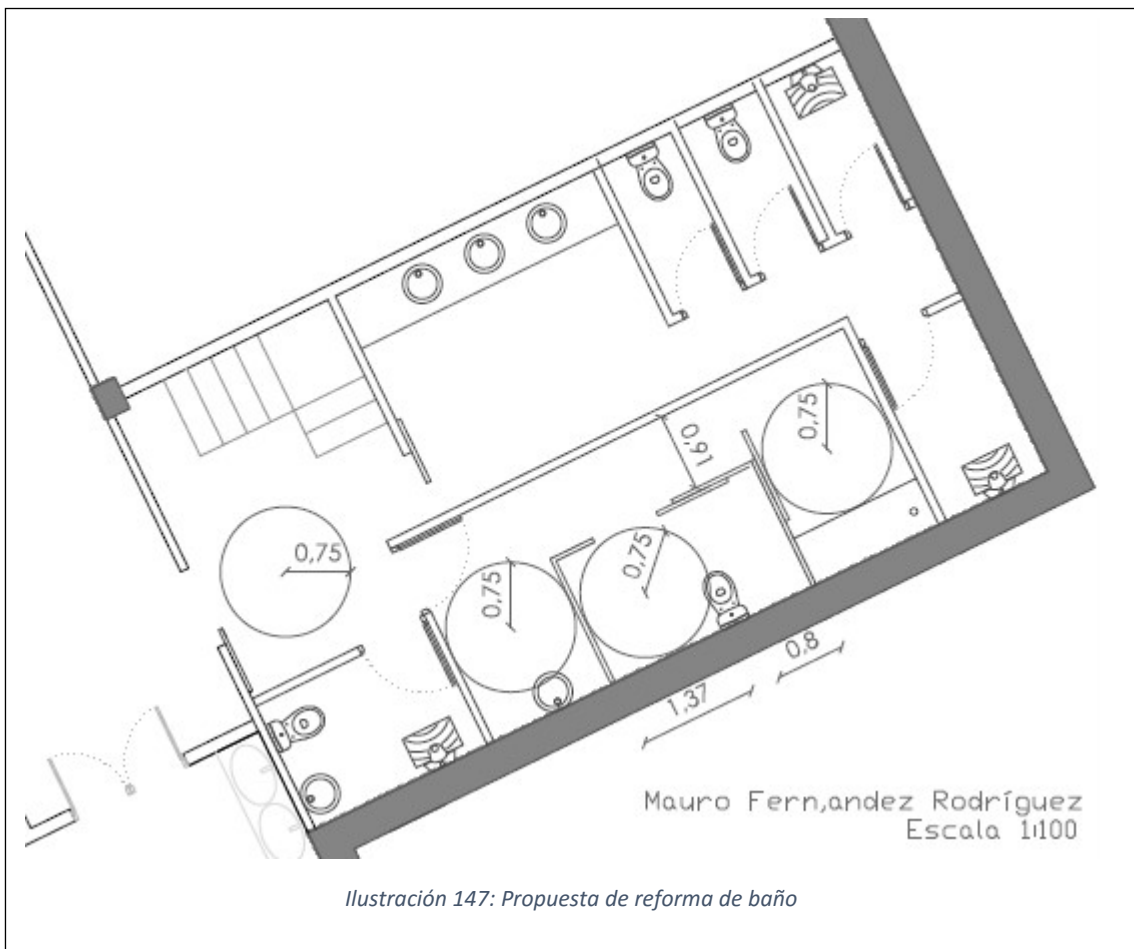 0,75
0,91
0,75
0,75
0,75
0,8
1,37
Mauro Fern,andez Rodríguez
Escala 1:100
Ilustración 147: Propuesta de reforma de baño